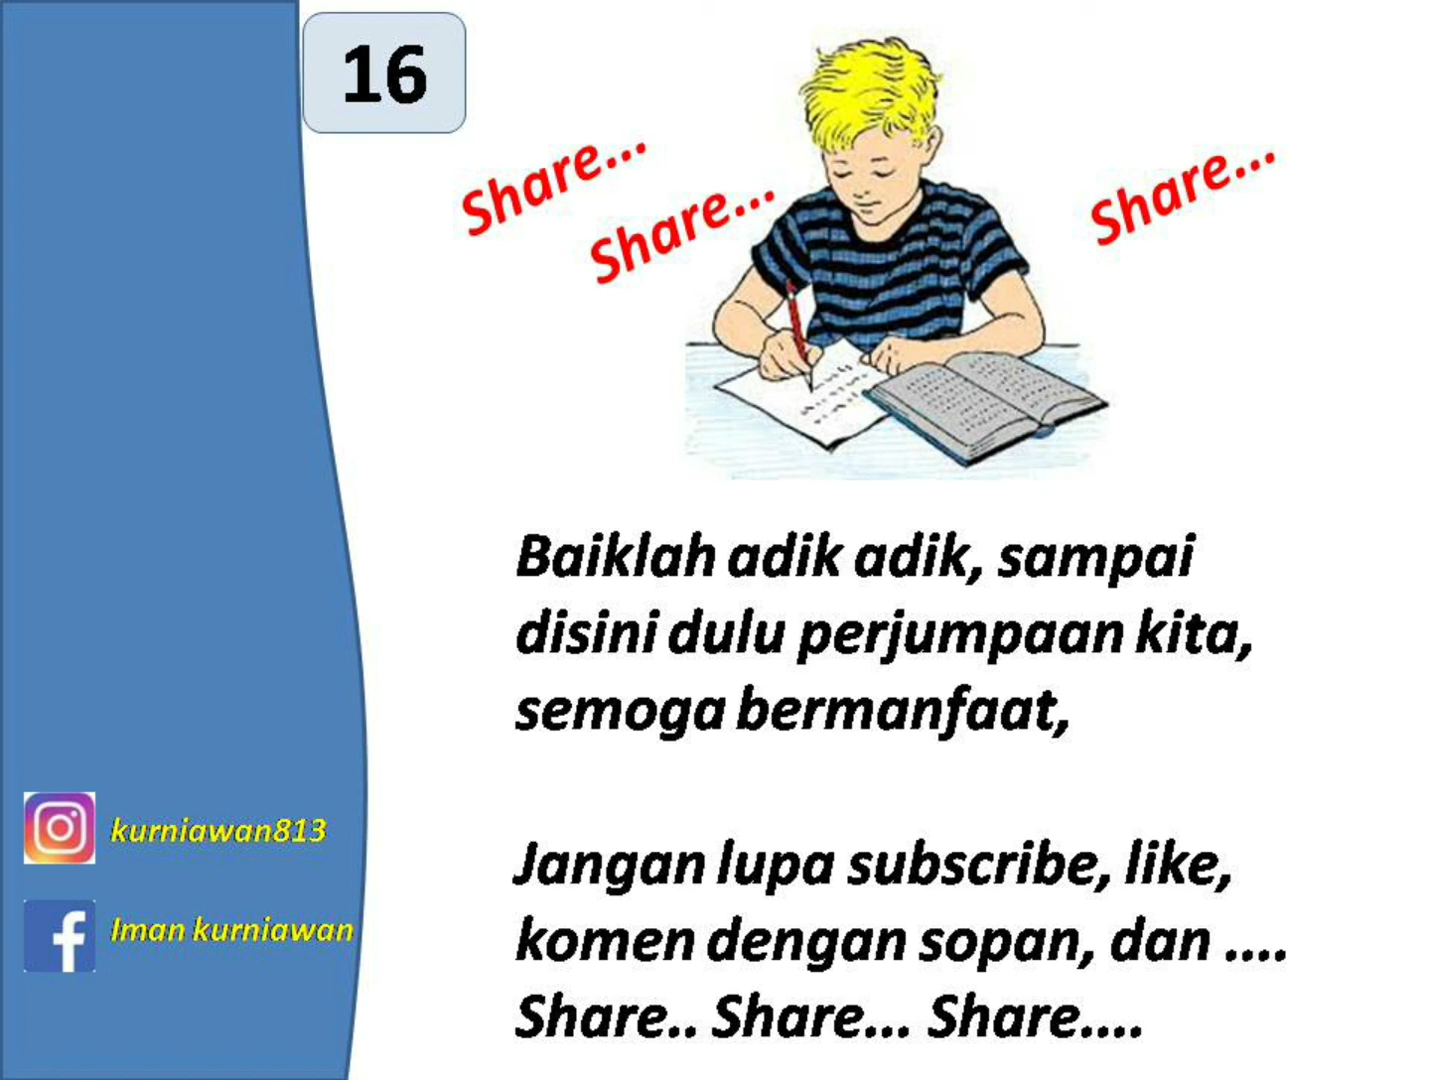 16
Share...
Share...
Share...
Baiklah adik adik, sampai
disini dulu perjumpaan kita,
semoga bermanfaat,
Jangan lupa subscribe, like,
komen dengan sopan, dan ....
Share.. Share... Share....
kurniawan813
Iman kurniawan